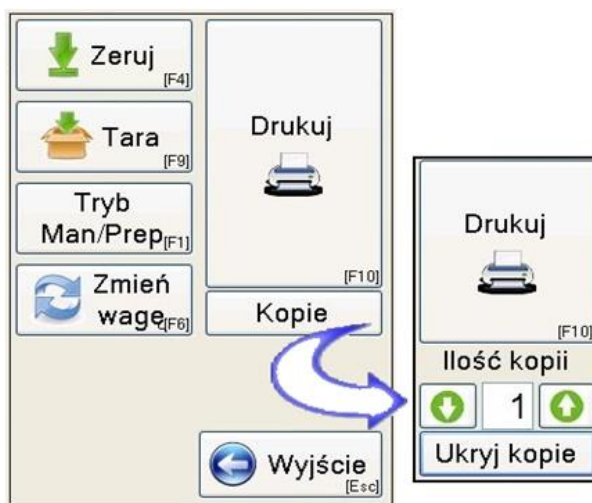 Zeruj
[F4]
Tara
[F9]
Tryb
Man/Prep[F1]
Zmień
wagę[F6]
Drukuj
[F10]
Kopie
Wyjście
[Esc]
Drukuj
[F10]
Ilość kopii
1
Ukryj kopie